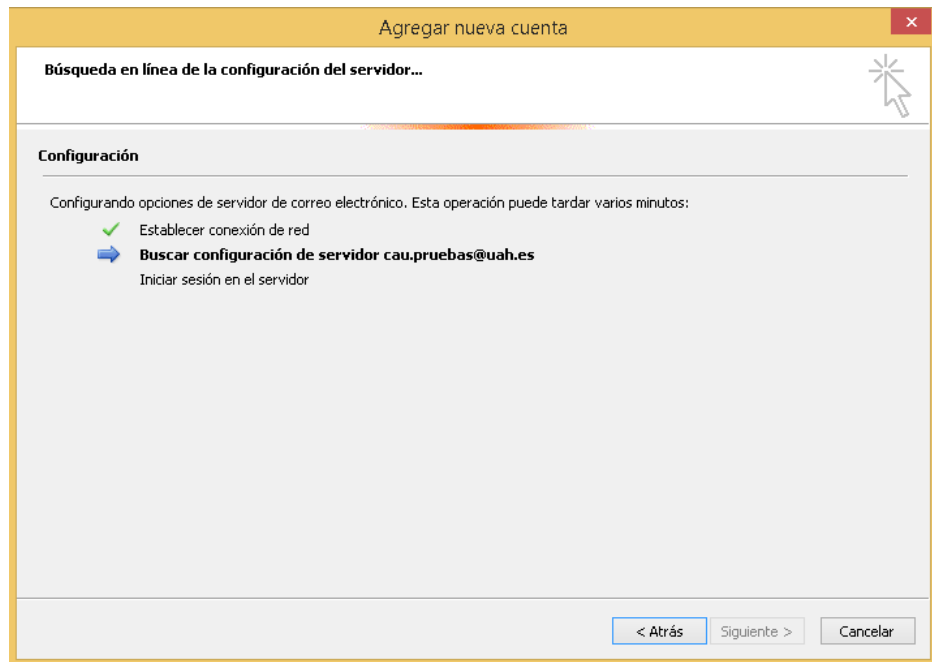 Agregar nueva cuenta
Búsqueda en línea de la configuración del servidor...
Configuración
Configurando opciones de servidor de correo electrónico. Esta operación puede tardar varios minutos:
Establecer conexión de red
Buscar configuración de servidor cau.pruebas@uah.es
Iniciar sesión en el servidor
< Atrás Siguiente > Cancelar